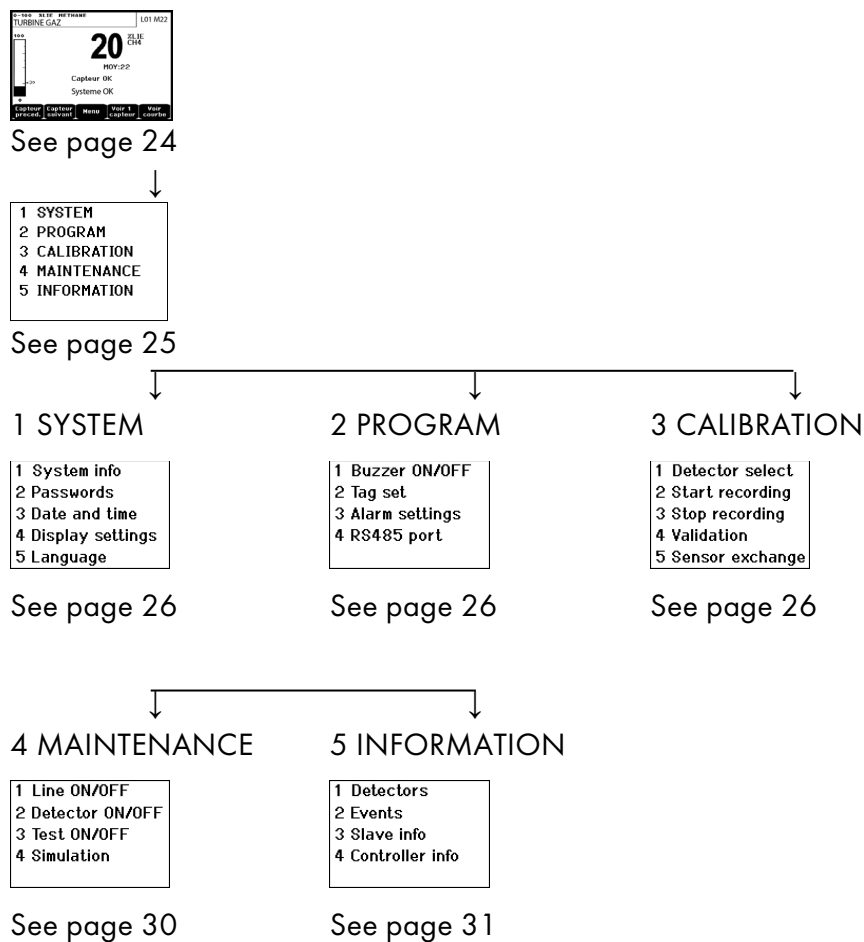 0-100 %LIE METHANE
TURBINE GAZ
L01 M22
100
20 %LIE
CH4
MOY:22
20
Capteur OK
Systeme OK
0
Capteur preced. Capteur suivant Menu Voir 1 capteur Voir courbe
See page 24
↓
1 SYSTEM
2 PROGRAM
3 CALIBRATION
4 MAINTENANCE
5 INFORMATION
See page 25
↓ ↓ ↓
1 SYSTEM
1 System info
2 Passwords
3 Date and time
4 Display settings
5 Language
See page 26
2 PROGRAM
1 Buzzer ON/OFF
2 Tag set
3 Alarm settings
4 RS485 port
See page 26
3 CALIBRATION
1 Detector select
2 Start recording
3 Stop recording
4 Validation
5 Sensor exchange
See page 26
↓ ↓
4 MAINTENANCE
1 Line ON/OFF
2 Detector ON/OFF
3 Test ON/OFF
4 Simulation
See page 30
5 INFORMATION
1 Detectors
2 Events
3 Slave info
4 Controller info
See page 31